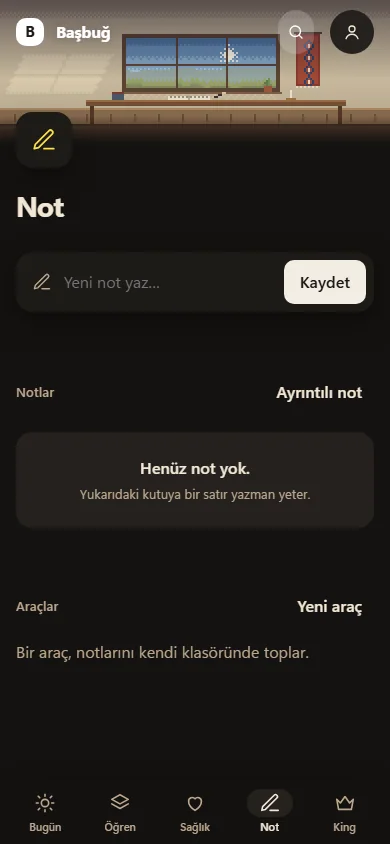 B Başbuğ
Not
Yeni not yaz...
Kaydet
Notlar
Ayrıntılı not
Henüz not yok.
Yukarıdaki kutuya bir satır yazman yeter.
Araçlar
Yeni araç
Bir araç, notlarını kendi klasöründe toplar.
Bugün
Öğren
Sağlık
Not
King